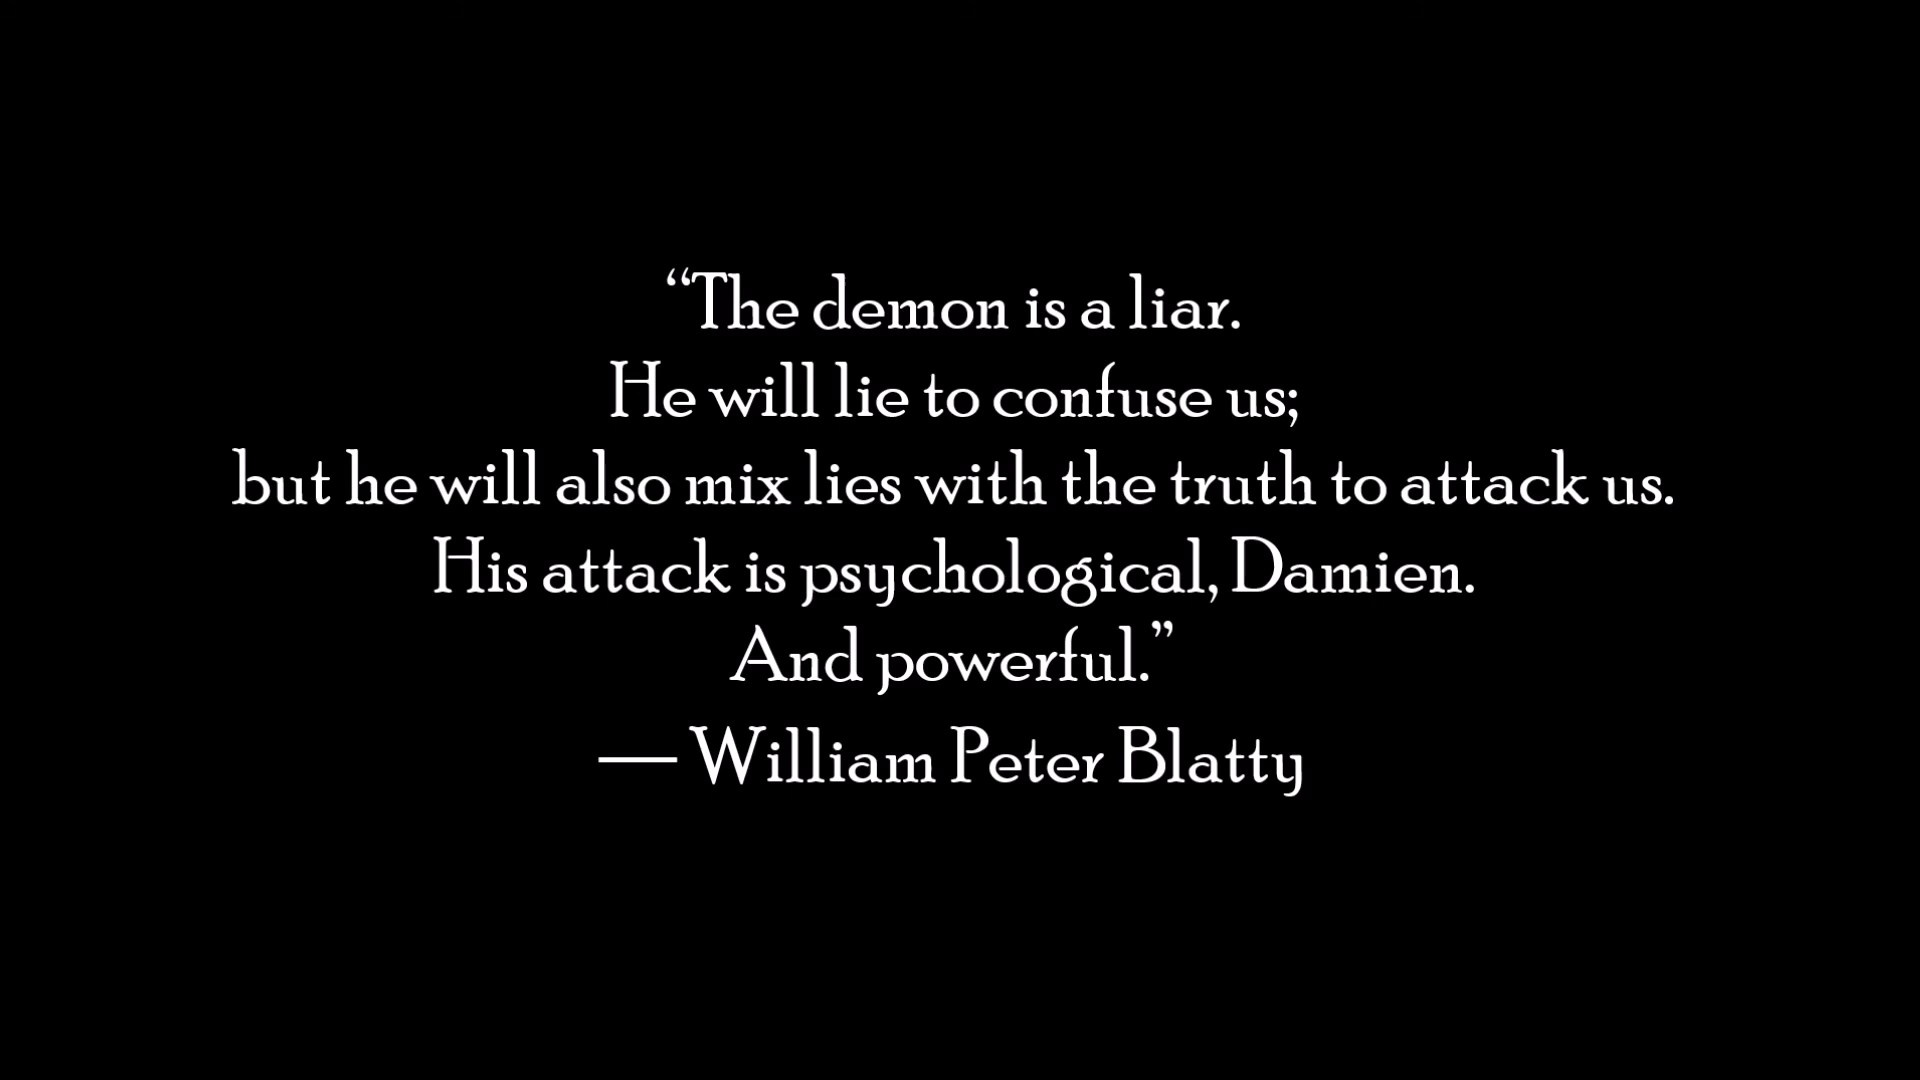 “The demon is a liar.
He will lie to confuse us;
but he will also mix lies with the truth to attack us.
His attack is psychological, Damien.
And powerful.”
— William Peter Blatty